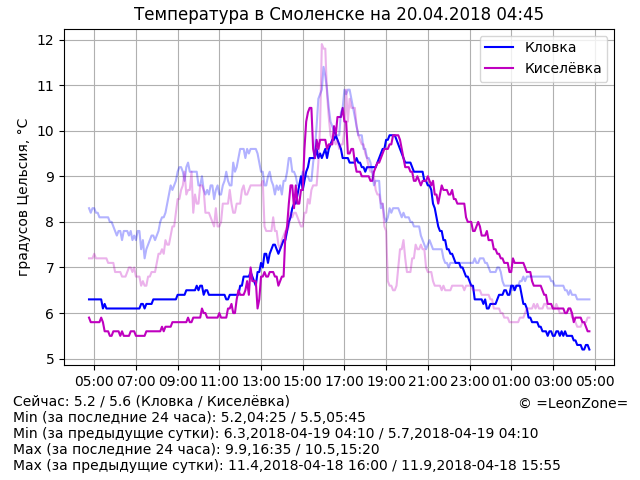 Температура в Смоленске на 20.04.2018 04:45
Кловка
Киселёвка
градусов Цельсия, °C
12
11
10
9
8
7
6
5
05:00 07:00 09:00 11:00 13:00 15:00 17:00 19:00 21:00 23:00 01:00 03:00 05:00
© =LeonZone=
Сейчас: 5.2 / 5.6 (Кловка / Киселёвка)
Min (за последние 24 часа): 5.2,04:25 / 5.5,05:45
Min (за предыдущие сутки): 6.3,2018-04-19 04:10 / 5.7,2018-04-19 04:10
Max (за последние 24 часа): 9.9,16:35 / 10.5,15:20
Max (за предыдущие сутки): 11.4,2018-04-18 16:00 / 11.9,2018-04-18 15:55